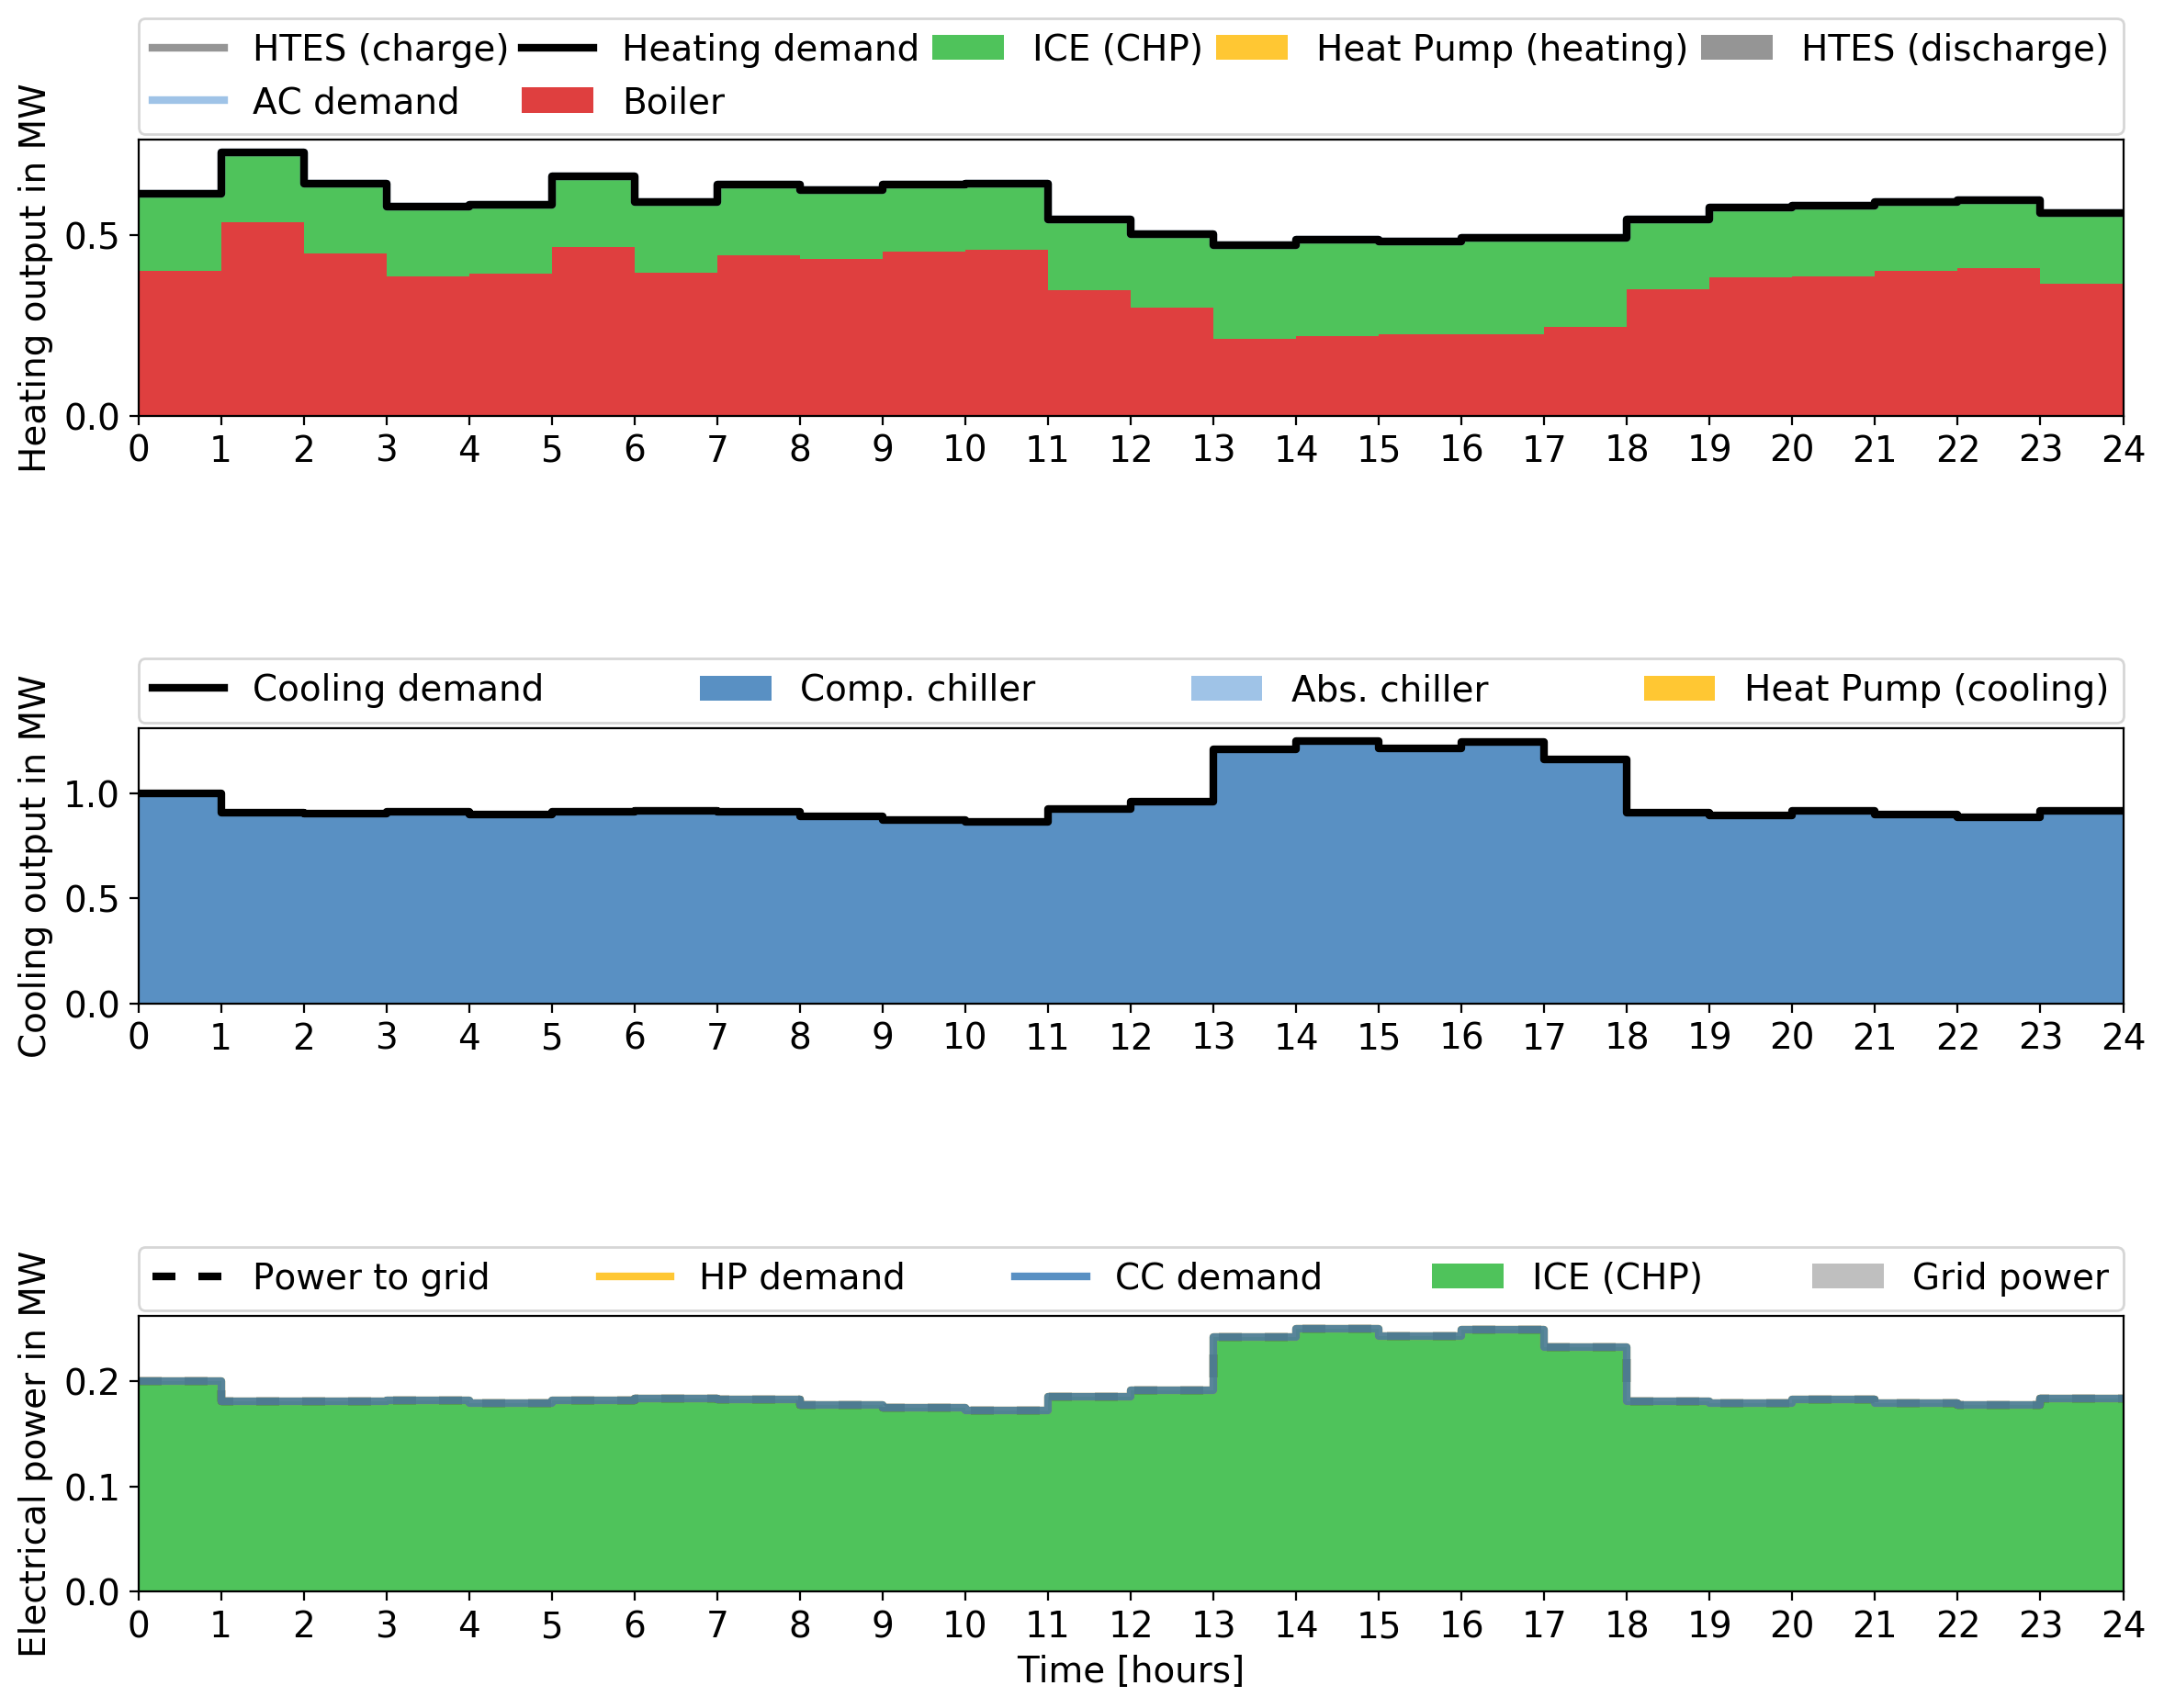 HTES (charge) Heating demand ICE (CHP) Heat Pump (heating) HTES (discharge)
AC demand Boiler
Heating output in MW
0.5
0.0
0 1 2 3 4 5 6 7 8 9 10 11 12 13 14 15 16 17 18 19 20 21 22 23 24
Cooling demand Comp. chiller Abs. chiller Heat Pump (cooling)
Cooling output in MW
1.0
0.5
0.0
0 1 2 3 4 5 6 7 8 9 10 11 12 13 14 15 16 17 18 19 20 21 22 23 24
Power to grid HP demand CC demand ICE (CHP) Grid power
Electrical power in MW
0.2
0.1
0.0
0 1 2 3 4 5 6 7 8 9 10 11 12 13 14 15 16 17 18 19 20 21 22 23 24
Time [hours]